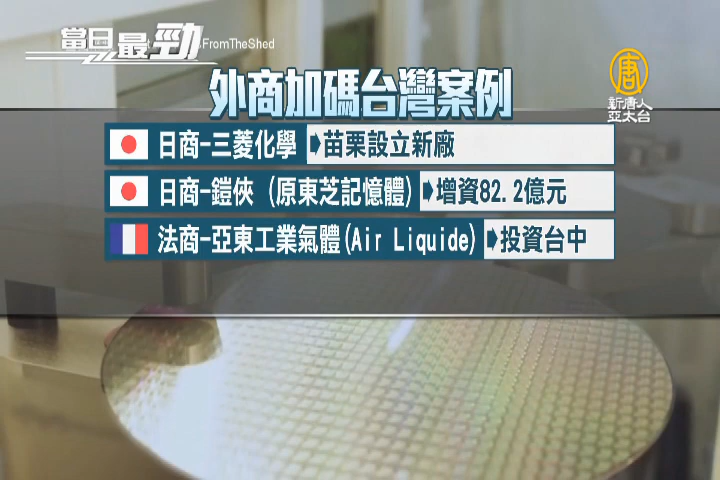 當日最勁
FromTheShed
唐
新唐人
亞太台
外商加碼台灣案例
日商-三菱化學 苗栗設立新廠
日商-鎧俠 (原東芝記憶體) 增資82.2億元
法商-亞東工業氣體(Air Liquide) 投資台中